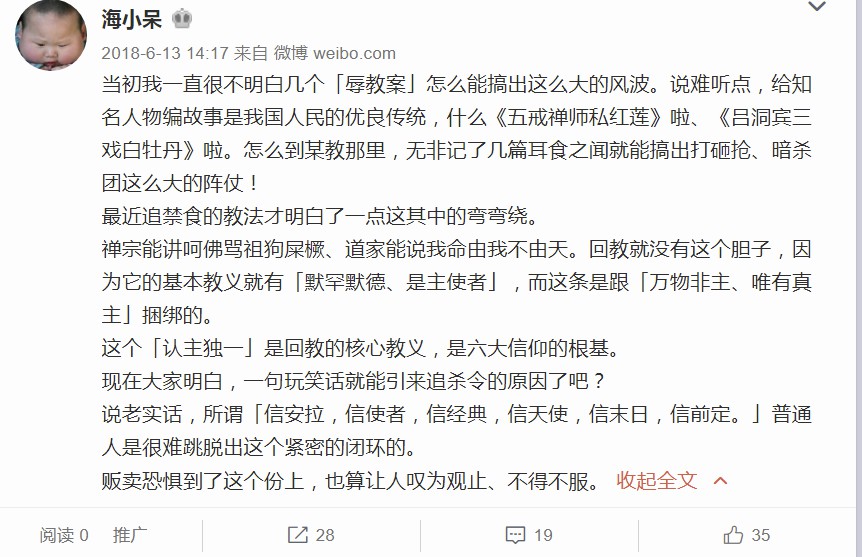 海小呆
2018-6-13 14:17 来自 微博 weibo.com
当初我一直很不明白几个「辱教案」怎么能搞出这么大的风波。说难听点，给知
名人物编故事是我国人民的优良传统，什么《五戒禅师私红莲》啦、《吕洞宾三
戏白牡丹》啦。怎么到某教那里，无非记了几篇耳食之闻就能搞出打砸抢、暗杀
团这么大的阵仗！
最近追禁食的教法才明白了一点这其中的弯弯绕。
禅宗能讲呵佛骂祖狗屎橛、道家能说我命由我不由天。回教就没有这个胆子，因
为它的基本教义就有「默罕默德、是主使者」，而这条是跟「万物非主、唯有真
主」捆绑的。
这个「认主独一」是回教的核心教义，是六大信仰的根基。
现在大家明白，一句玩笑话就能引来追杀令的原因了吧？
说老实话，所谓「信安拉，信使者，信经典，信天使，信末日，信前定。」普通
人是很难跳脱出这个紧密的闭环的。
贩卖恐惧到了这个份上，也算让人叹为观止、不得不服。 收起全文
阅读 0 推广 28 19 35